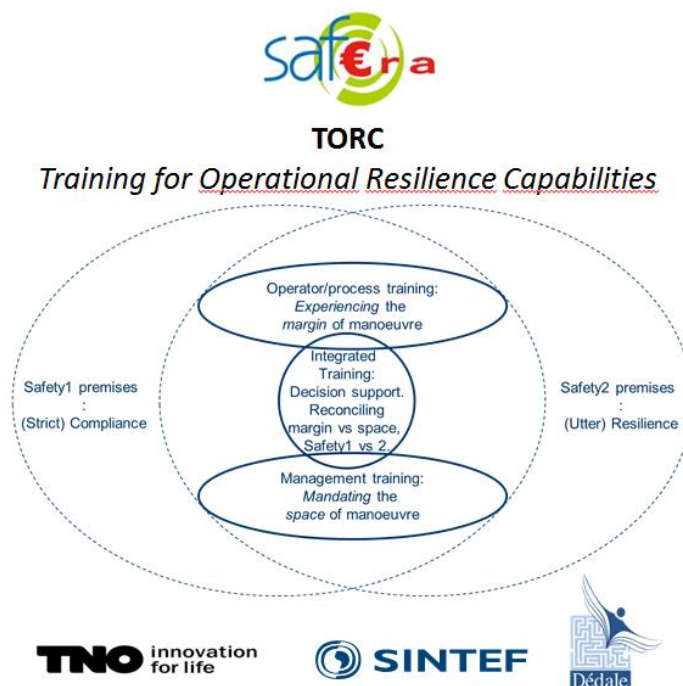 saf€ra
TORC
Training for Operational Resilience Capabilities
Operator/process training:
Experiencing the
margin of manoeuvre
Integrated
Training:
Decision support.
Reconciling
margin vs space,
Safety1 vs 2.
Safety1 premises
:
(Strict) Compliance
Safety2 premises
:
(Utter) Resilience
Management training:
Mandating the
space of manoeuvre
TNO innovation
for life
SINTEF
Dédale